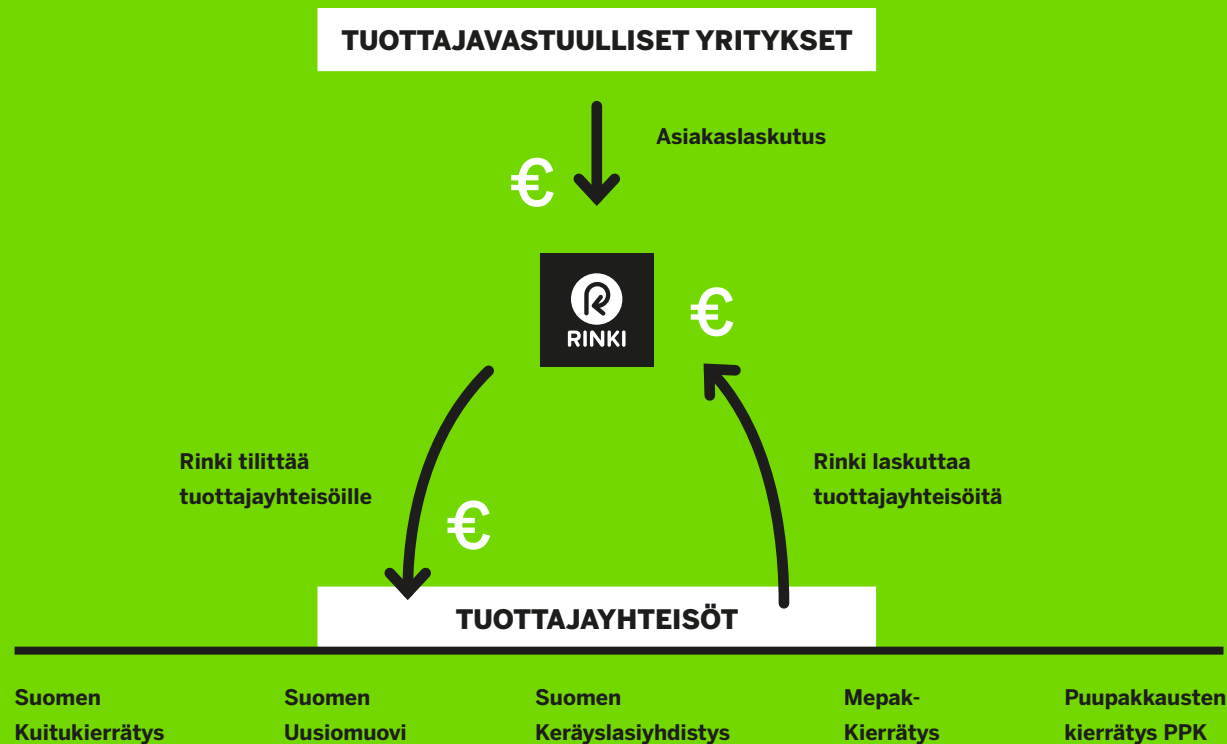 TUOTTAJAVASTUULLISET YRITYKSET
Asiakaslaskutus
€
RINKI
€
Rinki tilittää
tuottajayhteisöille
€
Rinki laskuttaa
tuottajayhteisöitä
TUOTTAJAYHTEISÖT
Suomen
Kuitukierrätys
Suomen
Uusiomuovi
Suomen
Keräyslasiyhdistys
Mepak-
Kierrätys
Puupakkausten
kierrätys PPK